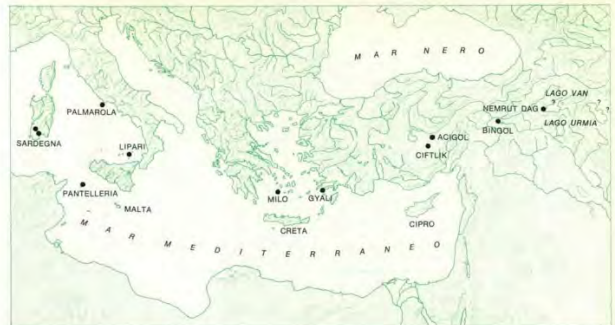 MAR NERO
LAGO VAN
?
?
NEMRUT DAG
PALMAROLA
LAGO URMIA
BINGOL
ACIGOL
SARDEGNA
LIPARI
CIFTLIK
PANTELLERIA
MILO
GYALI
MALTA
CIPRO
CRETA
MAR MEDITERRANEO